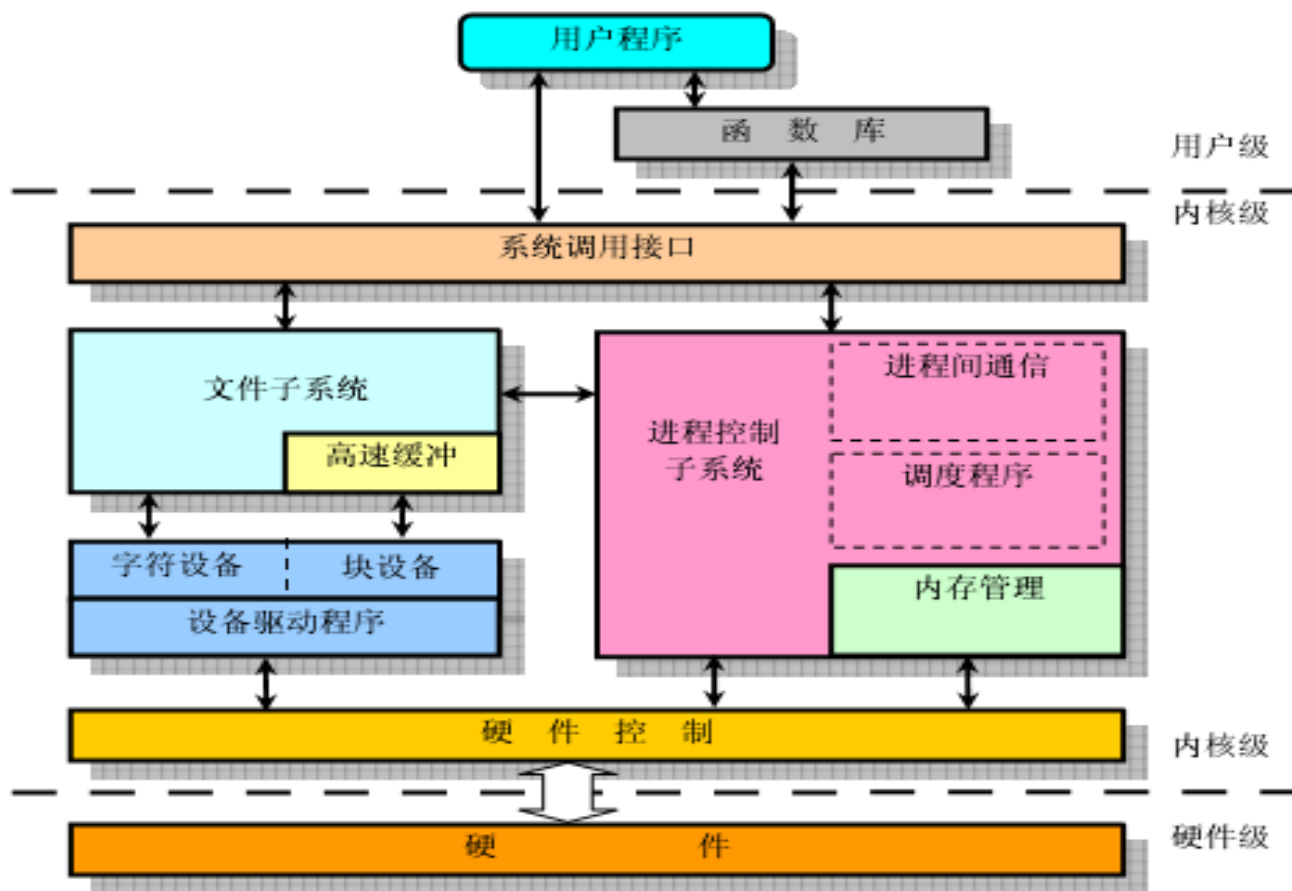 用户程序
函 数 库
用户级
内核级
系统调用接口
文件子系统
高速缓冲
进程控制
子系统
进程间通信
调度程序
内存管理
字符设备
块设备
设备驱动程序
硬 件 控 制
内核级
硬件级
硬 件